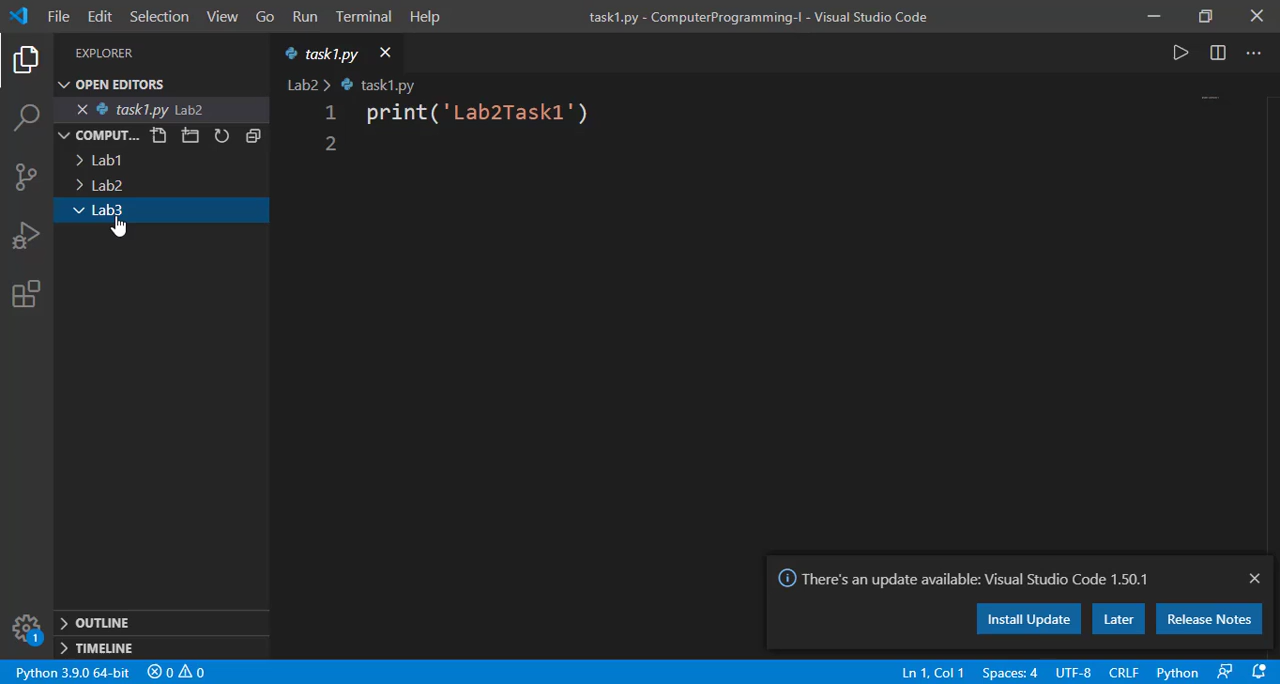 File Edit Selection View Go Run Terminal Help
task1.py - ComputerProgramming-I - Visual Studio Code
EXPLORER
OPEN EDITORS
task1.py Lab2
COMPUT...
Lab1
Lab2
Lab3
OUTLINE
TIMELINE
task1.py
Lab2 > task1.py
1 print('Lab2Task1')
2
There's an update available: Visual Studio Code 1.50.1
Install Update Later Release Notes
1
Python 3.9.0 64-bit 0 0 Ln 1, Col 1 Spaces: 4 UTF-8 CRLF Python